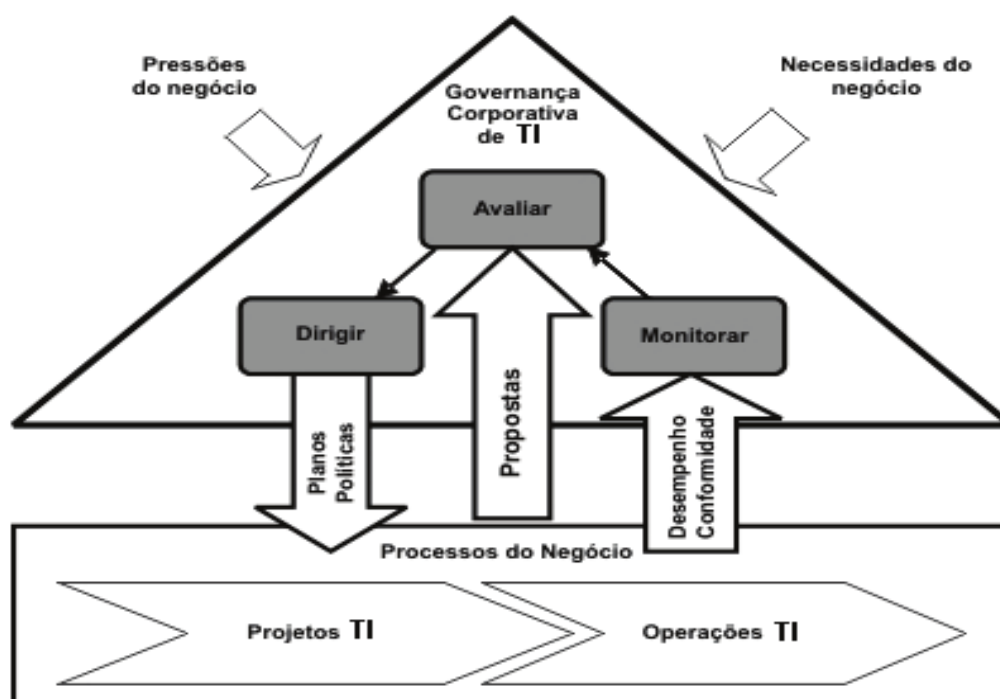 Pressões
do negócio
Necessidades do
negócio
Governança
Corporativa
de TI
Avaliar
Dirigir
Monitorar
Planos
Políticas
Propostas
Desempenho
Conformidade
Processos do Negócio
Projetos TI
Operações TI